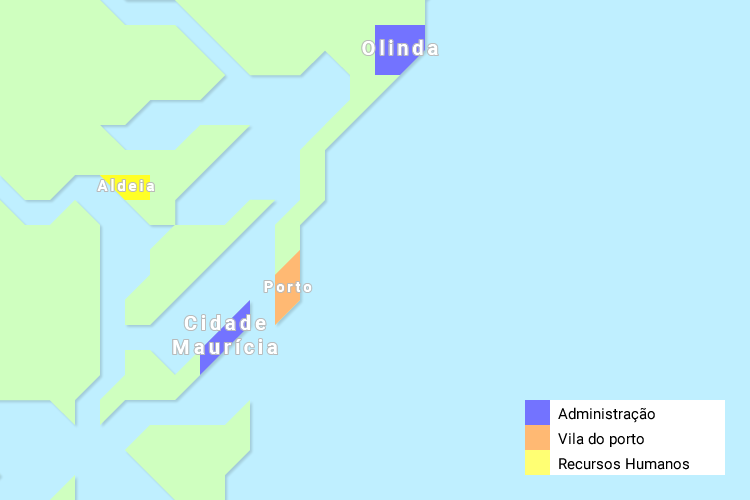 Olinda
Aldeia
Porto
Cidade
Maurícia
Administração
Vila do porto
Recursos Humanos